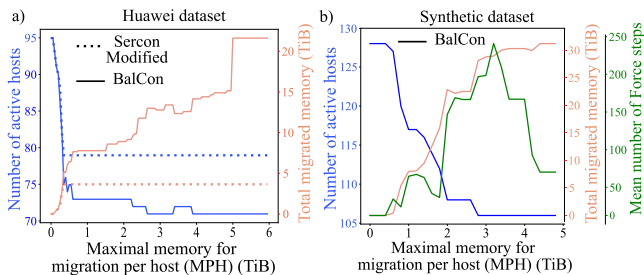 a)
Huawei dataset
Sercon
Modified
BalCon
Number of active hosts
95
90
85
80
75
70
Total migrated memory (TiB)
20
15
10
5
0
0 1 2 3 4 5 6
Maximal memory for
migration per host (MPH) (TiB)
b)
Synthetic dataset
BalCon
Number of active hosts
130
125
120
115
110
105
Total migrated memory (TiB)
30
25
20
15
10
5
0
Mean number of Force steps
250
200
150
100
50
0
0 1 2 3 4 5
Maximal memory for
migration per host (MPH) (TiB)